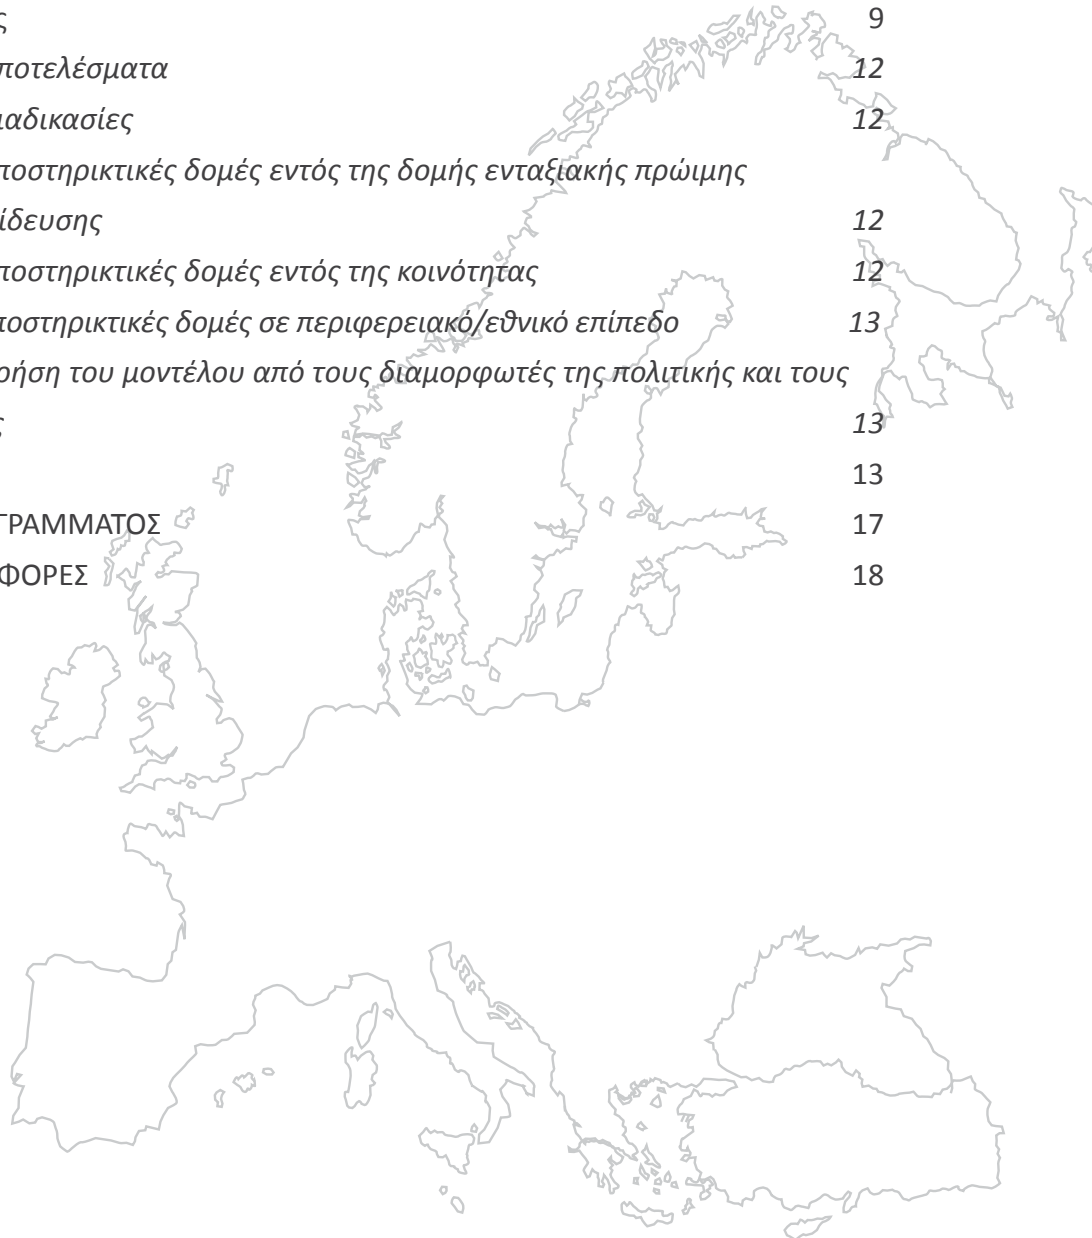 ς 9
ποτελέσματα 12
ιαδικασίες 12
ποστηρικτικές δομές εντός της δομής ενταξιακής πρώιμης
ίδευσης 12
ποστηρικτικές δομές εντός της κοινότητας 12
ποστηρικτικές δομές σε περιφερειακό/εθνικό επίπεδο 13
ρήση του μοντέλου από τους διαμορφωτές της πολιτικής και τους
ς 13
13
ΓΡΑΜΜΑΤΟΣ 17
ΦΟΡΕΣ 18